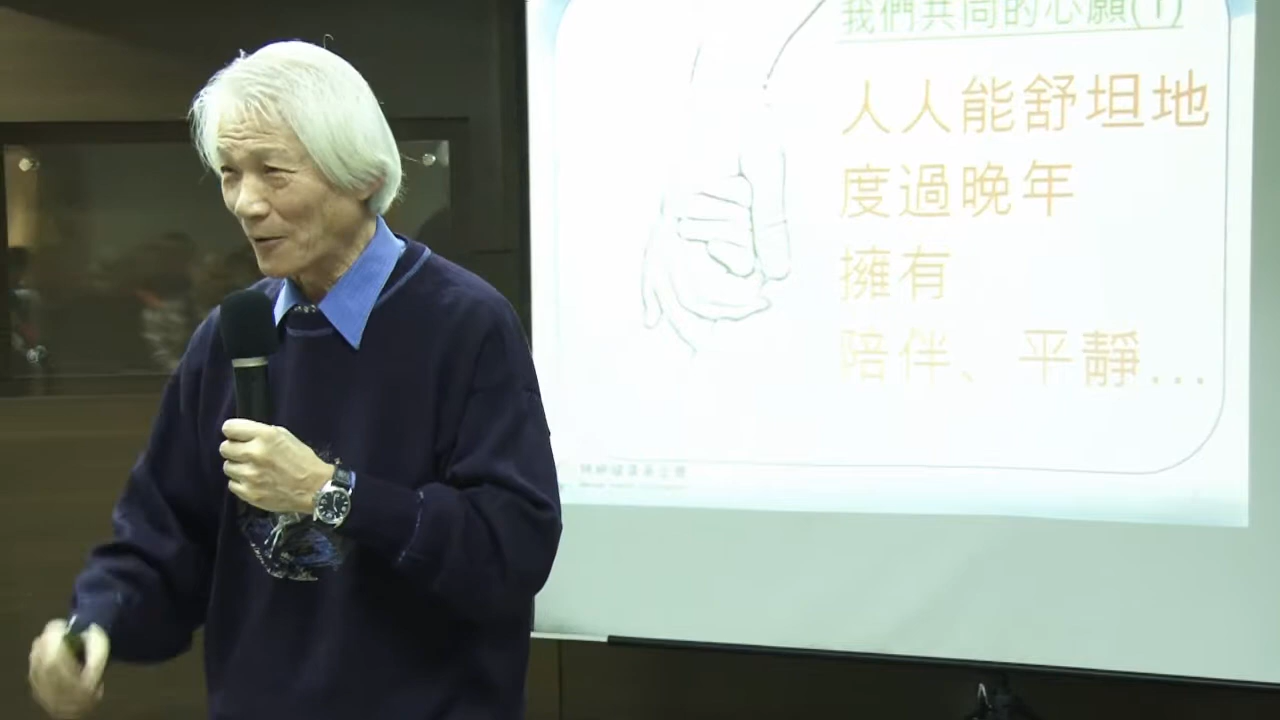 我們共同的心願(1)
人人能舒坦地
度過晚年
擁有
陪伴、平靜...